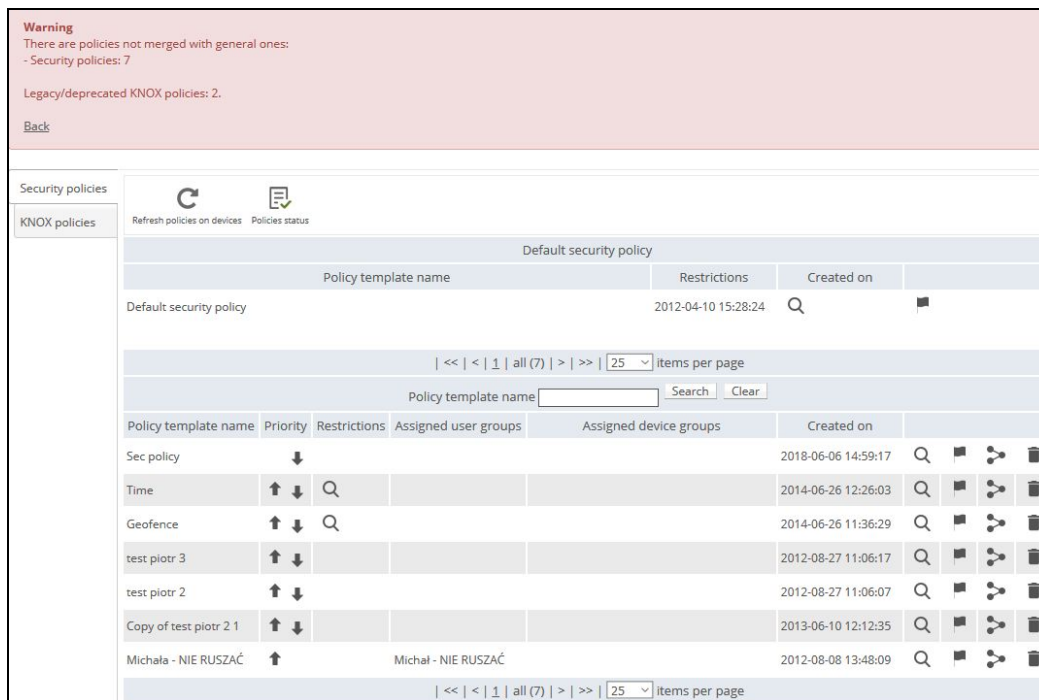 Warning
There are policies not merged with general ones:
- Security policies: 7
Legacy/deprecated KNOX policies: 2.
Back
Security policies
KNOX policies
Refresh policies on devices Policies status
Default security policy
Policy template name Restrictions Created on
Default security policy 2012-04-10 15:28:24
| << | < | 1 | all (7) | > | >> | 25 items per page
Policy template name Search Clear
Policy template name Priority Restrictions Assigned user groups Assigned device groups Created on
Sec policy 2018-06-06 14:59:17
Time 2014-06-26 12:26:03
Geofence 2014-06-26 11:36:29
test piotr 3 2012-08-27 11:06:17
test piotr 2 2012-08-27 11:06:07
Copy of test piotr 2 1 2013-06-10 12:12:35
Michała - NIE RUSZAĆ Michał - NIE RUSZAĆ 2012-08-08 13:48:09
| << | < | 1 | all (7) | > | >> | 25 items per page